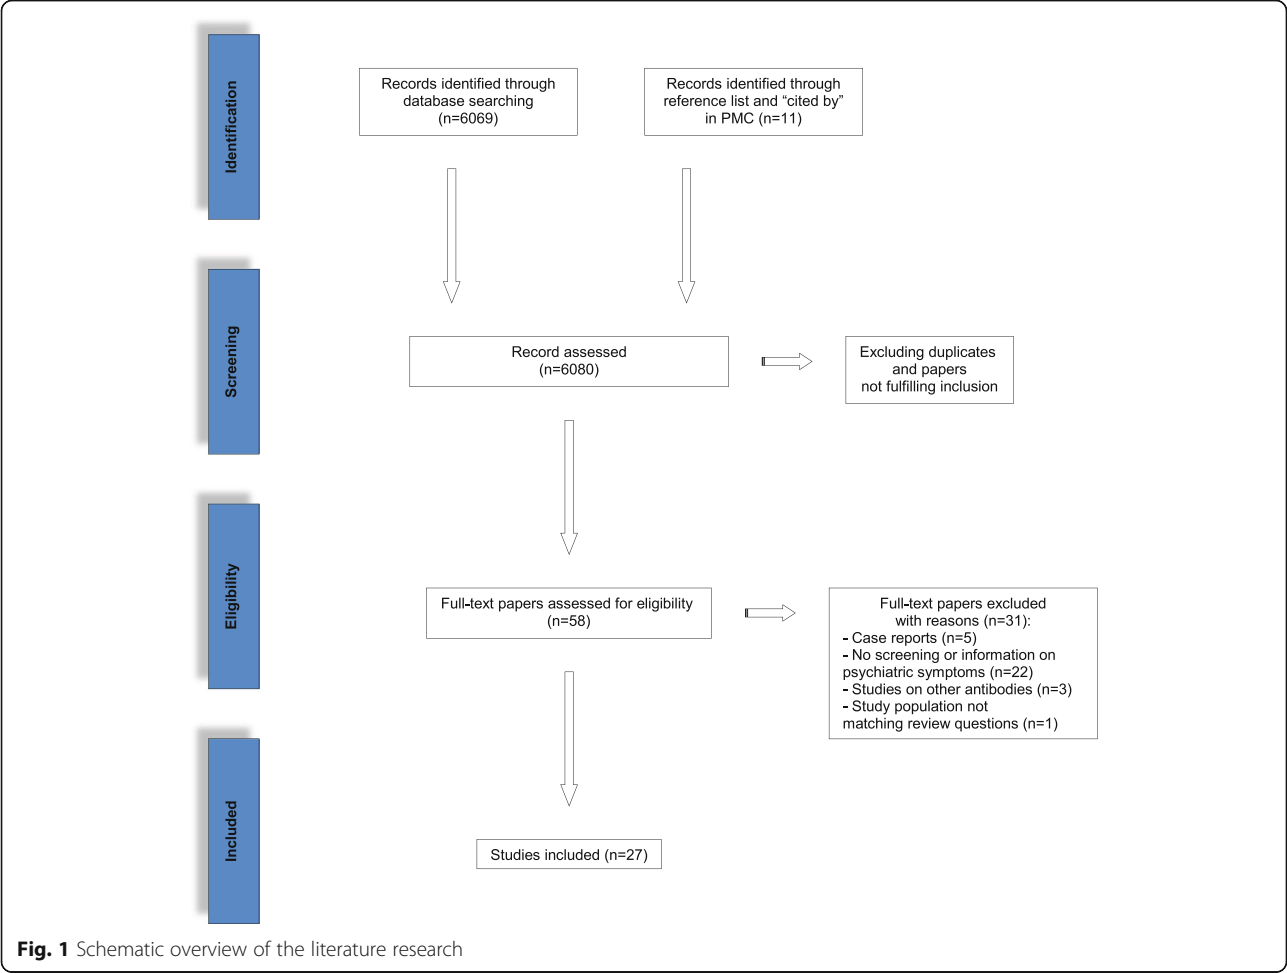 Identification
Records identified through
database searching
(n=6069)
Records identified through
reference list and “cited by”
in PMC (n=11)
Screening
Record assessed
(n=6080)
Excluding duplicates
and papers
not fulfilling inclusion
Eligibility
Full-text papers assessed for eligibility
(n=58)
Full-text papers excluded
with reasons (n=31):
- Case reports (n=5)
- No screening or information on
psychiatric symptoms (n=22)
- Studies on other antibodies (n=3)
- Study population not
matching review questions (n=1)
Included
Studies included (n=27)
Fig. 1 Schematic overview of the literature research